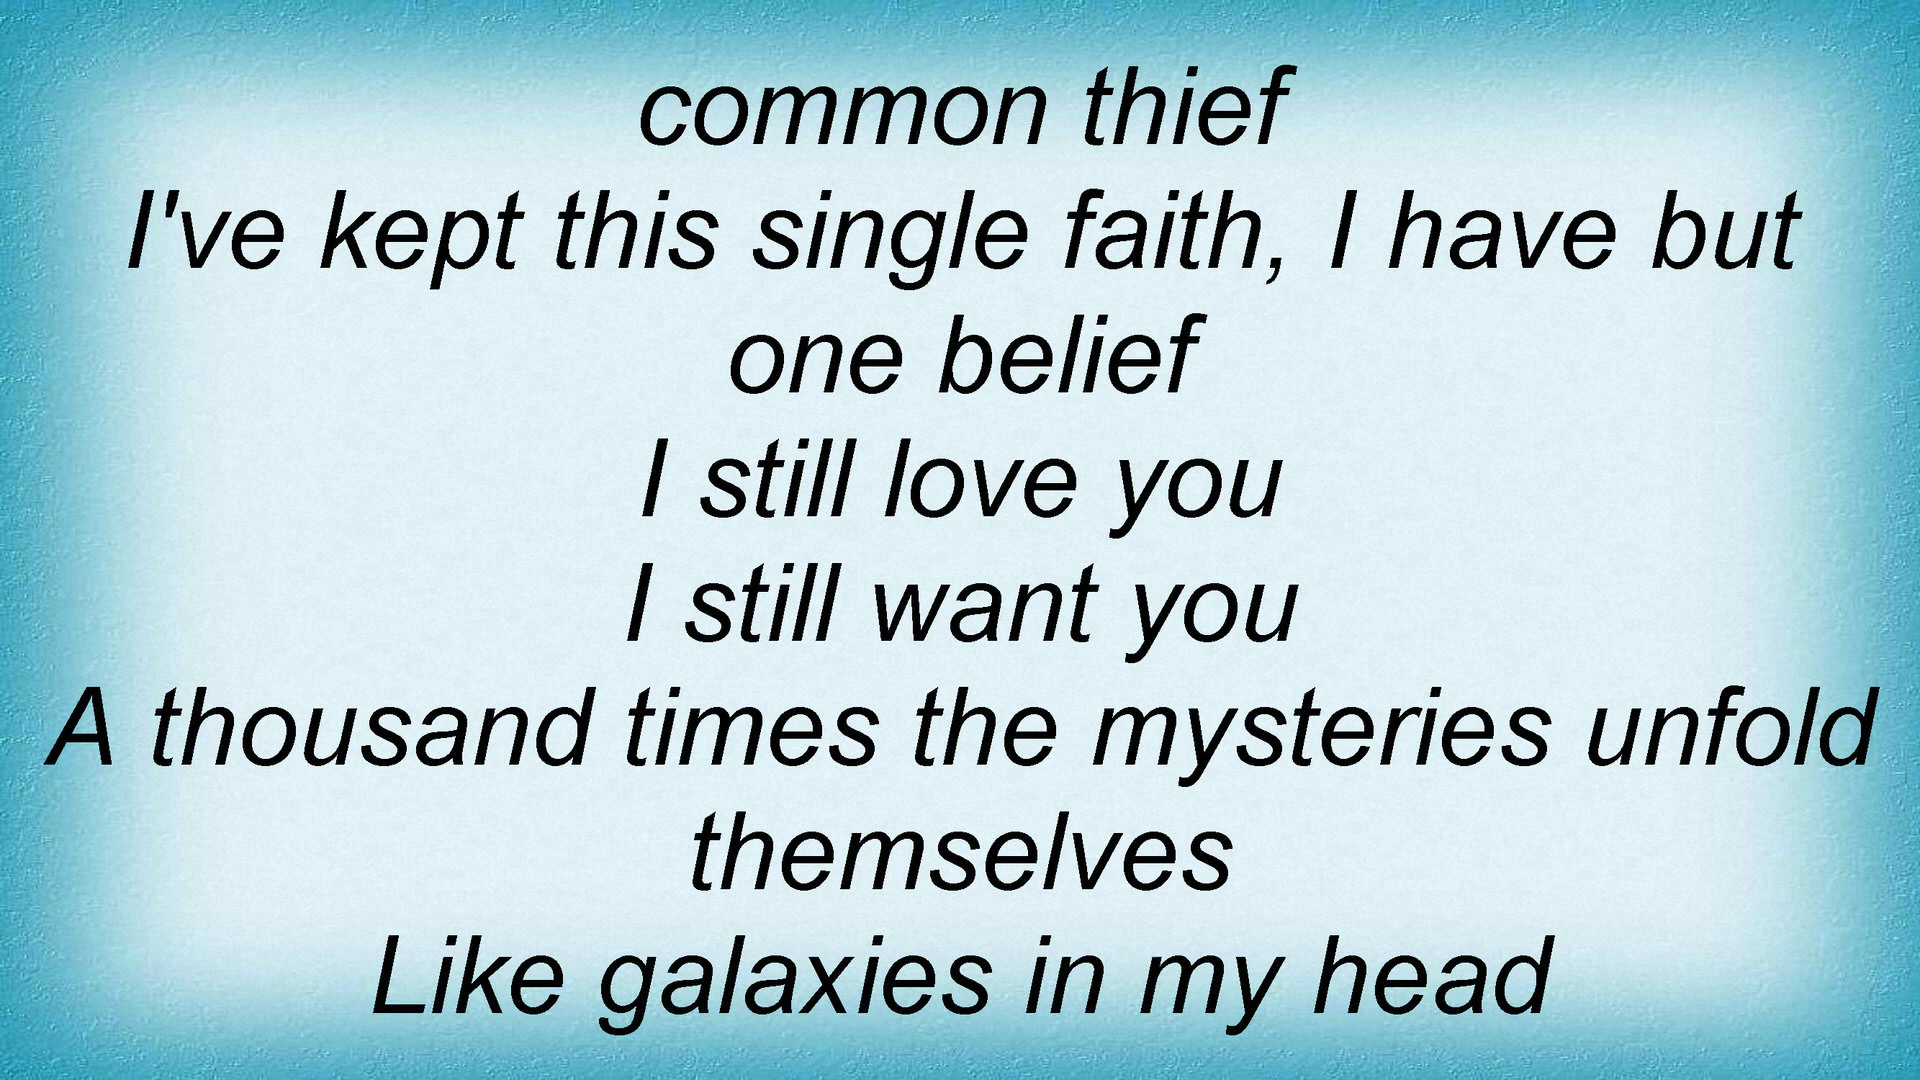 common thief
I've kept this single faith, I have but
one belief
I still love you
I still want you
A thousand times the mysteries unfold
themselves
Like galaxies in my head